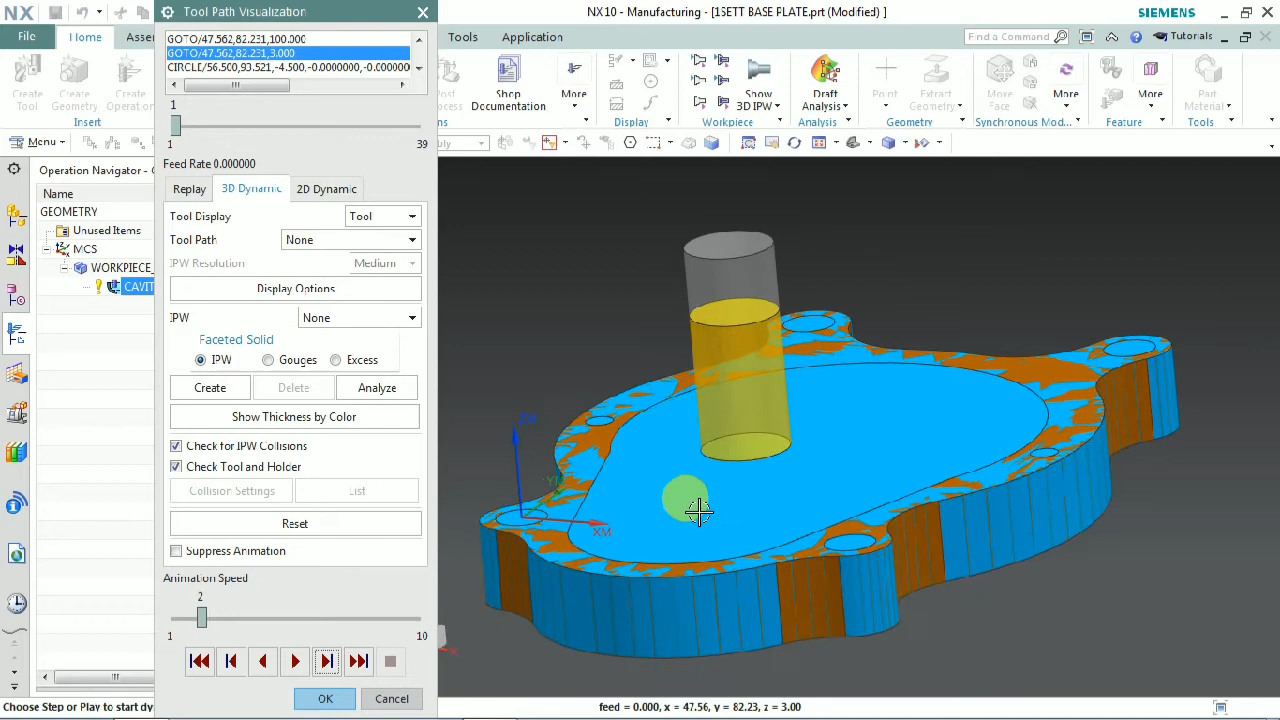 NX
Tool Path Visualization
NX10 - Manufacturing - [1SETT BASE PLATE.prt (Modified) ]
SIEMENS
File
Home
Assem
Tools
Application
Find a Command
Tutorials
GOTO/47.562,82.231,100.000
GOTO/47.562,82.231,3.000
CIRCLE/56.560,93.521,-4.500,-0.0000000,-0.000000
Create Tool
Create Geometry
Create Operation
Insert
Shop Documentation
More
Display
Show 3D IPW
Workpiece
Draft Analysis
Analysis
Point
Extract Geometry
Geometry
More Face
More
Synchronous Mod...
More
Feature
Part Material
Tools
Menu
1
1
39
Feed Rate 0.000000
Replay
3D Dynamic
2D Dynamic
Tool Display
Tool
Tool Path
None
IPW Resolution
Medium
Display Options
IPW
None
Faceted Solid
IPW
Gouges
Excess
Create
Delete
Analyze
Show Thickness by Color
Check for IPW Collisions
Check Tool and Holder
Collision Settings
List
Reset
Suppress Animation
Animation Speed
2
1
10
OK
Cancel
Operation Navigator - G
Name
GEOMETRY
Unused Items
MCS
WORKPIECE_
CAVIT
XM
Choose Step or Play to start dy
feed = 0.000, x = 47.56, y = 82.23, z = 3.00